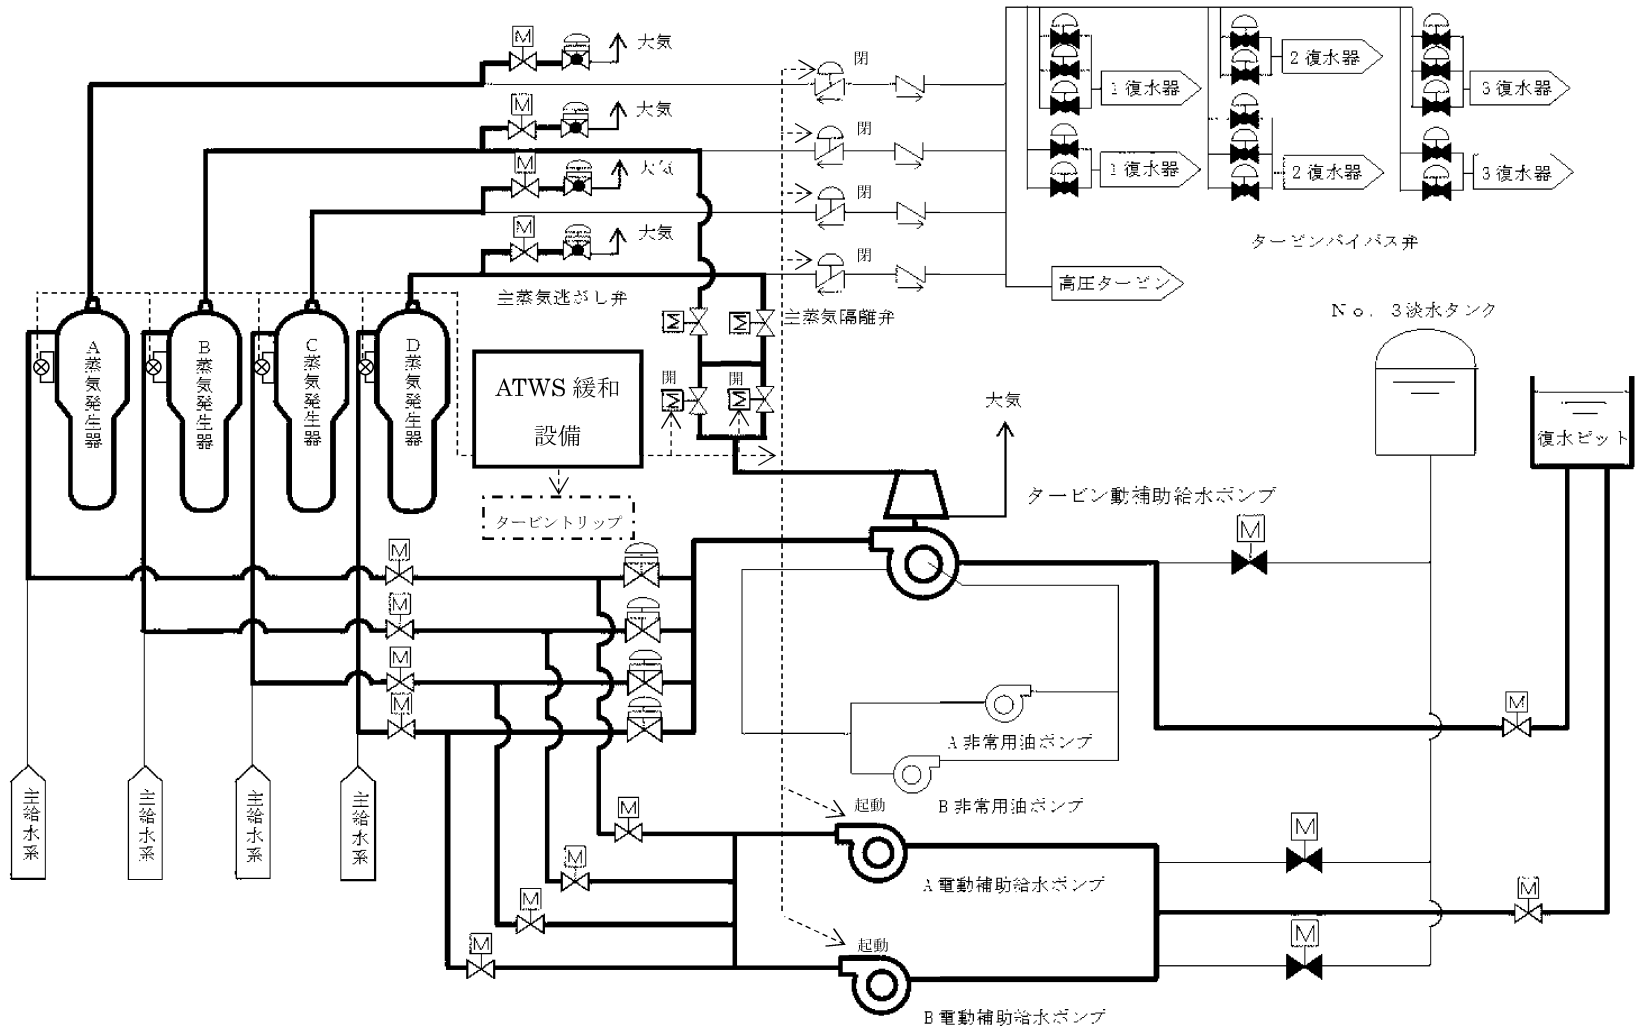 M
大気
閉
1復水器
2復水器
3復水器
M
大気
閉
M
大気
閉
1復水器
2復水器
3復水器
M
大気
閉
主蒸気逃がし弁
タービンバイパス弁
高圧タービン
主蒸気隔離弁
M
M
No.3淡水タンク
A蒸気発生器
B蒸気発生器
C蒸気発生器
D蒸気発生器
ATWS緩和
設備
開
M
開
M
大気
復水ピット
タービントリップ
タービン動補助給水ポンプ
M
M
M
M
M
M
A非常用油ポンプ
B非常用油ポンプ
主給水系
主給水系
主給水系
主給水系
起動
M
M
M
A電動補助給水ポンプ
M
M
M
起動
M
B電動補助給水ポンプ